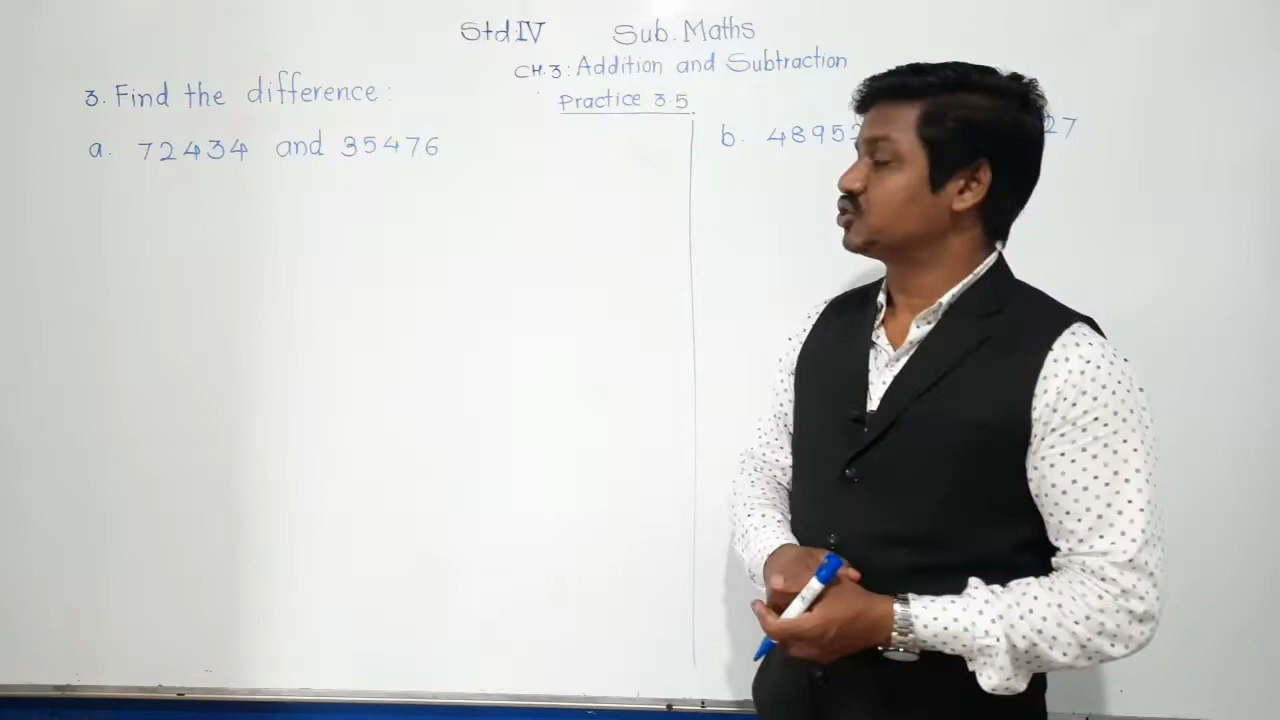 Std.IV Sub. Maths
CH.3: Addition and Subtraction
Practice 3.5
3. Find the difference:
a. 72434 and 35476
b. 48952 27